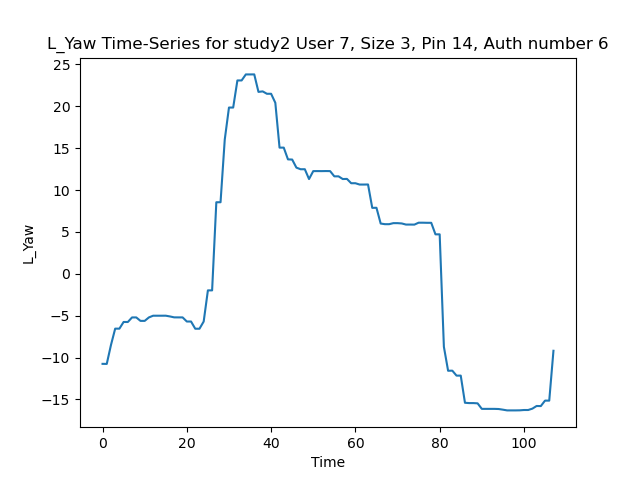 L_Yaw Time-Series for study2 User 7, Size 3, Pin 14, Auth number 6
25
20
15
10
5
0
−5
−10
−15
L_Yaw
0 20 40 60 80 100
Time